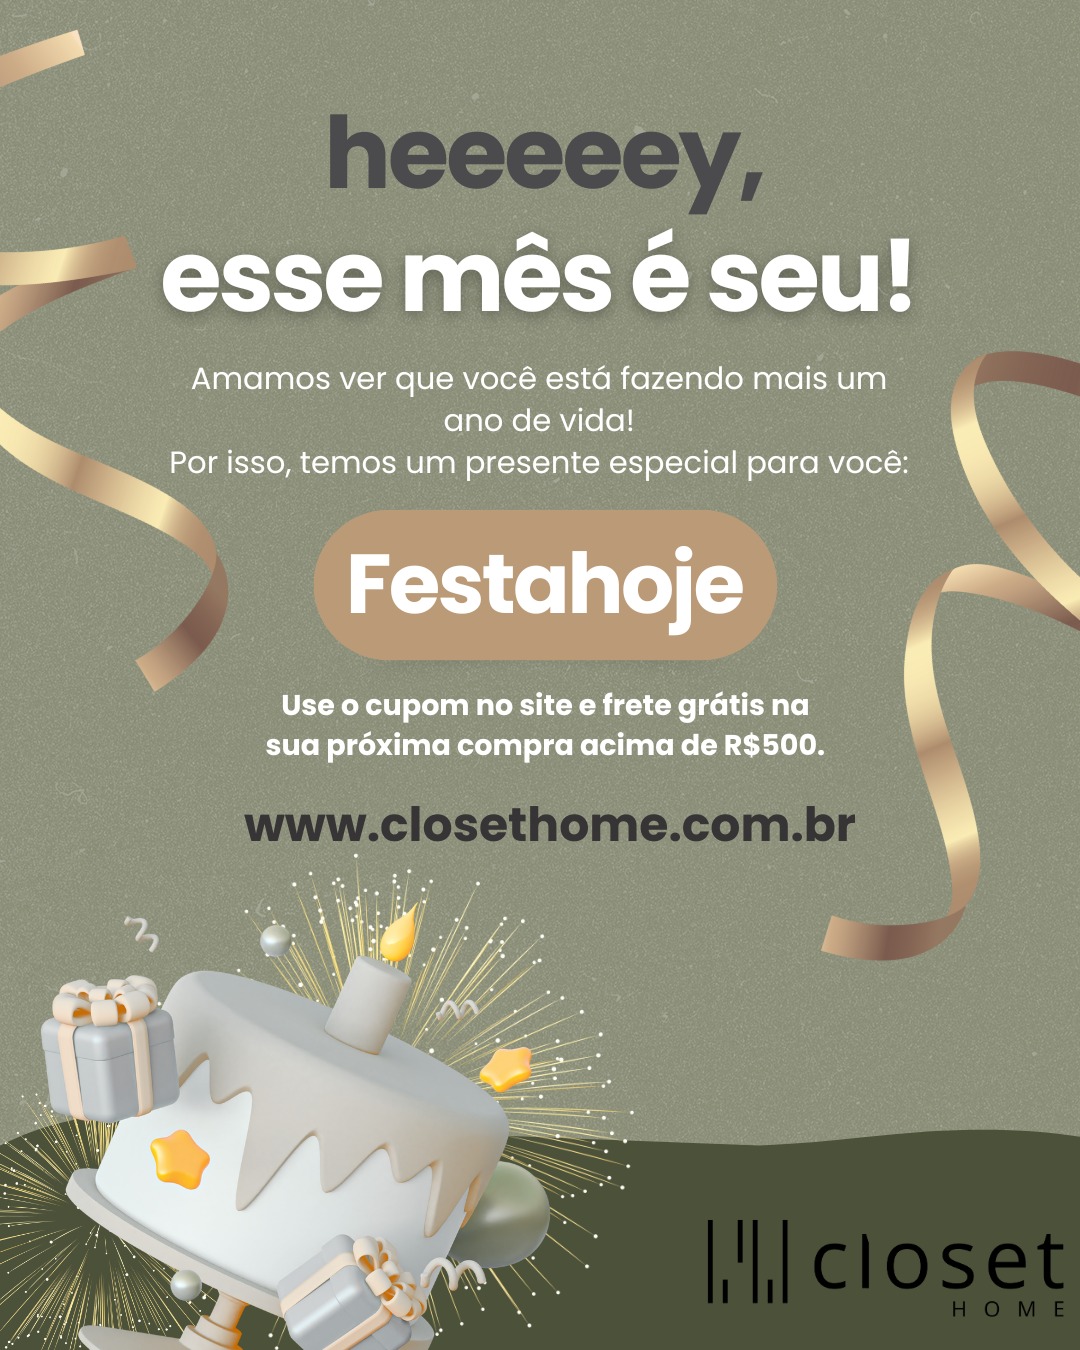 heeeeey,
esse mês é seu!
Amamos ver que você está fazendo mais um
ano de vida!
Por isso, temos um presente especial para você:
Festahoje
Use o cupom no site e frete grátis na
sua próxima compra acima de R$500.
www.closethome.com.br
closet
HOME